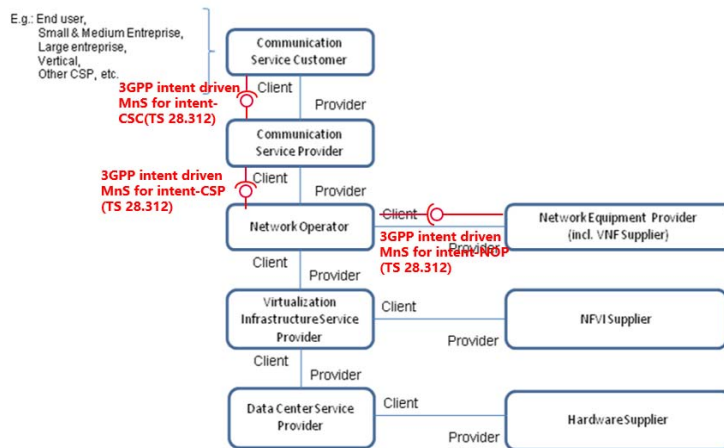 E.g.: End user,
Small & Medium Entreprise,
Large entreprise,
Vertical,
Other CSP, etc.
Communication
Service Customer
3GPP intent driven
MnS for intent-
CSC(TS 28.312)
Client
Provider
Communication
Service Provider
3GPP intent driven
MnS for intent-CSP
(TS 28.312)
Client
Provider
Network Operator
Client
3GPP intent driven
MnS for intent-NOP
(TS 28.312)
Provider
Network Equipment Provider
(incl. VNF Supplier)
Client
Provider
Virtualization
Infrastructure Service
Provider
Client
Provider
NFVI Supplier
Client
Provider
Data Center Service
Provider
Client
Provider
Hardware Supplier